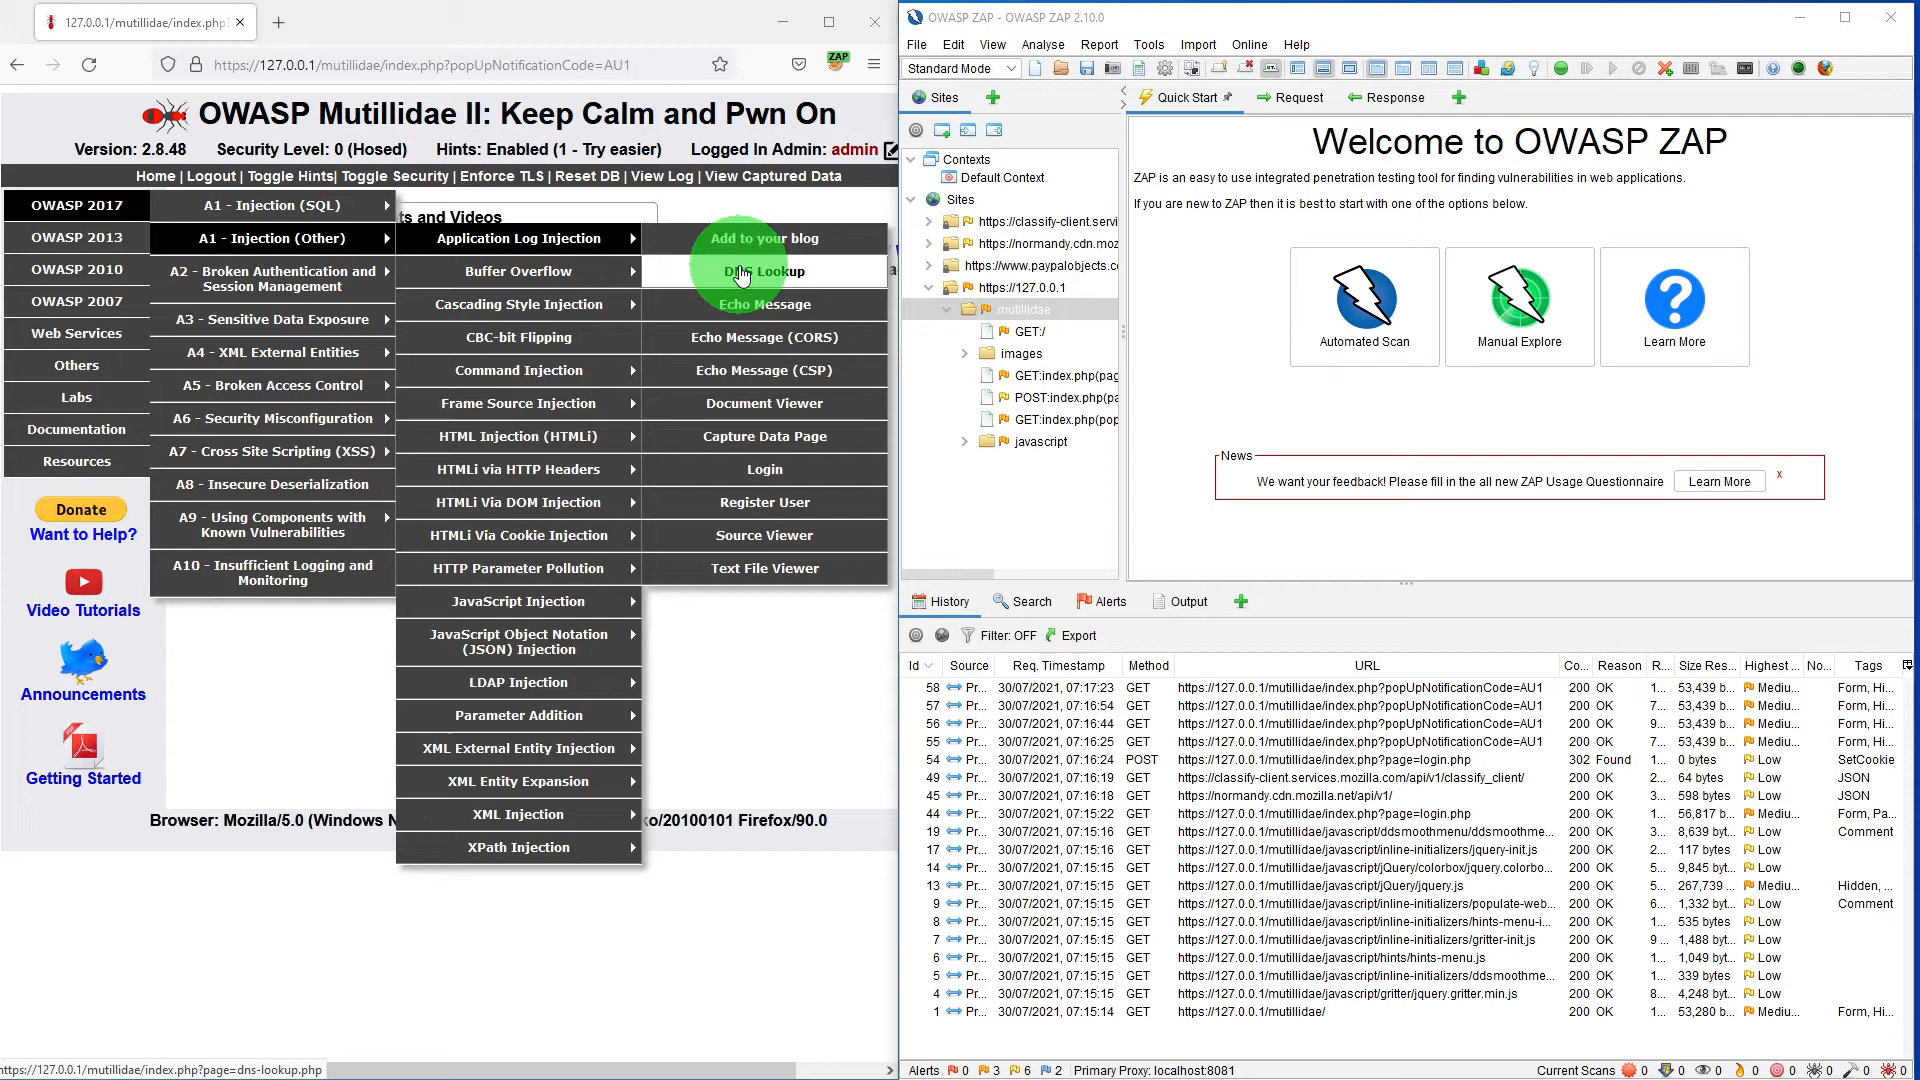 127.0.0.1/mutillidae/index.php?
https://127.0.0.1/mutillidae/index.php?popUpNotificationCode=AU1
ZAP
OWASP Mutillidae II: Keep Calm and Pwn On
Version: 2.8.48 Security Level: 0 (Hosed) Hints: Enabled (1 - Try easier) Logged In Admin: admin
Home | Logout | Toggle Hints | Toggle Security | Enforce TLS | Reset DB | View Log | View Captured Data
OWASP 2017
OWASP 2013
OWASP 2010
OWASP 2007
Web Services
Others
Labs
Documentation
Resources
Donate
Want to Help?
Video Tutorials
Announcements
Getting Started
A1 - Injection (SQL)
A1 - Injection (Other)
A2 - Broken Authentication and
Session Management
A3 - Sensitive Data Exposure
A4 - XML External Entities
A5 - Broken Access Control
A6 - Security Misconfiguration
A7 - Cross Site Scripting (XSS)
A8 - Insecure Deserialization
A9 - Using Components with
Known Vulnerabilities
A10 - Insufficient Logging and
Monitoring
ts and Videos
Application Log Injection
Buffer Overflow
Cascading Style Injection
CBC-bit Flipping
Command Injection
Frame Source Injection
HTML Injection (HTMLi)
HTMLi via HTTP Headers
HTMLi Via DOM Injection
HTMLi Via Cookie Injection
HTTP Parameter Pollution
JavaScript Injection
JavaScript Object Notation
(JSON) Injection
LDAP Injection
Parameter Addition
XML External Entity Injection
XML Entity Expansion
XML Injection
XPath Injection
Add to your blog
DNS Lookup
Echo Message
Echo Message (CORS)
Echo Message (CSP)
Document Viewer
Capture Data Page
Login
Register User
Source Viewer
Text File Viewer
Browser: Mozilla/5.0 (Windows N ko/20100101 Firefox/90.0
https://127.0.0.1/mutillidae/index.php?page=dns-lookup.php
OWASP ZAP - OWASP ZAP 2.10.0
File Edit View Analyse Report Tools Import Online Help
Standard Mode
Sites
Quick Start Request Response
Contexts
Default Context
Sites
https://classify-client.servi
https://normandy.cdn.moz
https://www.paypalobjects.c
https://127.0.0.1
mutillidae
GET:/
images
GET:index.php(pag
POST:index.php(pa
GET:index.php(pop
javascript
Welcome to OWASP ZAP
ZAP is an easy to use integrated penetration testing tool for finding vulnerabilities in web applications.
If you are new to ZAP then it is best to start with one of the options below.
Automated Scan Manual Explore Learn More
News
We want your feedback! Please fill in the all new ZAP Usage Questionnaire Learn More x
History Search Alerts Output
Filter: OFF Export
Id Source Req. Timestamp Method URL Co... Reason R... Size Res... Highest ... No... Tags
58 Pr... 30/07/2021, 07:17:23 GET https://127.0.0.1/mutillidae/index.php?popUpNotificationCode=AU1 200 OK 1... 53,439 b... Mediu... Form, Hi...
57 Pr... 30/07/2021, 07:16:54 GET https://127.0.0.1/mutillidae/index.php?popUpNotificationCode=AU1 200 OK 7... 53,439 b... Mediu... Form, Hi...
56 Pr... 30/07/2021, 07:16:44 GET https://127.0.0.1/mutillidae/index.php?popUpNotificationCode=AU1 200 OK 9... 53,439 b... Mediu... Form, Hi...
55 Pr... 30/07/2021, 07:16:25 GET https://127.0.0.1/mutillidae/index.php?popUpNotificationCode=AU1 200 OK 7... 53,439 b... Mediu... Form, Hi...
54 Pr... 30/07/2021, 07:16:24 POST https://127.0.0.1/mutillidae/index.php?page=login.php 302 Found 1... 0 bytes Low SetCookie
49 Pr... 30/07/2021, 07:16:19 GET https://classify-client.services.mozilla.com/api/v1/classify_client/ 200 OK 2... 64 bytes Low JSON
45 Pr... 30/07/2021, 07:16:18 GET https://normandy.cdn.mozilla.net/api/v1/ 200 OK 3... 598 bytes Low JSON
44 Pr... 30/07/2021, 07:15:22 GET https://127.0.0.1/mutillidae/index.php?page=login.php 200 OK 1... 56,817 b... Mediu... Form, Pa...
19 Pr... 30/07/2021, 07:15:16 GET https://127.0.0.1/mutillidae/javascript/ddsmoothmenu/ddsmoothme... 200 OK 3... 8,639 byt... Low Comment
17 Pr... 30/07/2021, 07:15:16 GET https://127.0.0.1/mutillidae/javascript/inline-initializers/jquery-init.js 200 OK 2... 117 bytes Low
14 Pr... 30/07/2021, 07:15:15 GET https://127.0.0.1/mutillidae/javascript/jQuery/colorbox/jquery.colorbo... 200 OK 5... 9,845 byt... Low
13 Pr... 30/07/2021, 07:15:15 GET https://127.0.0.1/mutillidae/javascript/jQuery/jquery.js 200 OK 5... 267,739 ... Mediu... Hidden, ...
9 Pr... 30/07/2021, 07:15:15 GET https://127.0.0.1/mutillidae/javascript/inline-initializers/populate-web... 200 OK 6... 1,332 byt... Low Comment
8 Pr... 30/07/2021, 07:15:15 GET https://127.0.0.1/mutillidae/javascript/inline-initializers/hints-menu-i... 200 OK 1... 535 bytes Low
7 Pr... 30/07/2021, 07:15:15 GET https://127.0.0.1/mutillidae/javascript/inline-initializers/gritter-init.js 200 OK 9 ... 1,488 byt... Low
6 Pr... 30/07/2021, 07:15:15 GET https://127.0.0.1/mutillidae/javascript/hints/hints-menu.js 200 OK 1... 1,049 byt... Low
5 Pr... 30/07/2021, 07:15:15 GET https://127.0.0.1/mutillidae/javascript/inline-initializers/ddsmoothme... 200 OK 1... 339 bytes Low
4 Pr... 30/07/2021, 07:15:15 GET https://127.0.0.1/mutillidae/javascript/gritter/jquery.gritter.min.js 200 OK 8... 4,248 byt... Low
1 Pr... 30/07/2021, 07:15:14 GET https://127.0.0.1/mutillidae/ 200 OK 1... 53,280 b... Mediu... Form, Hi...
Alerts 0 3 6 2 Primary Proxy: localhost:8081 Current Scans 0 0 0 0 0 0 0 0